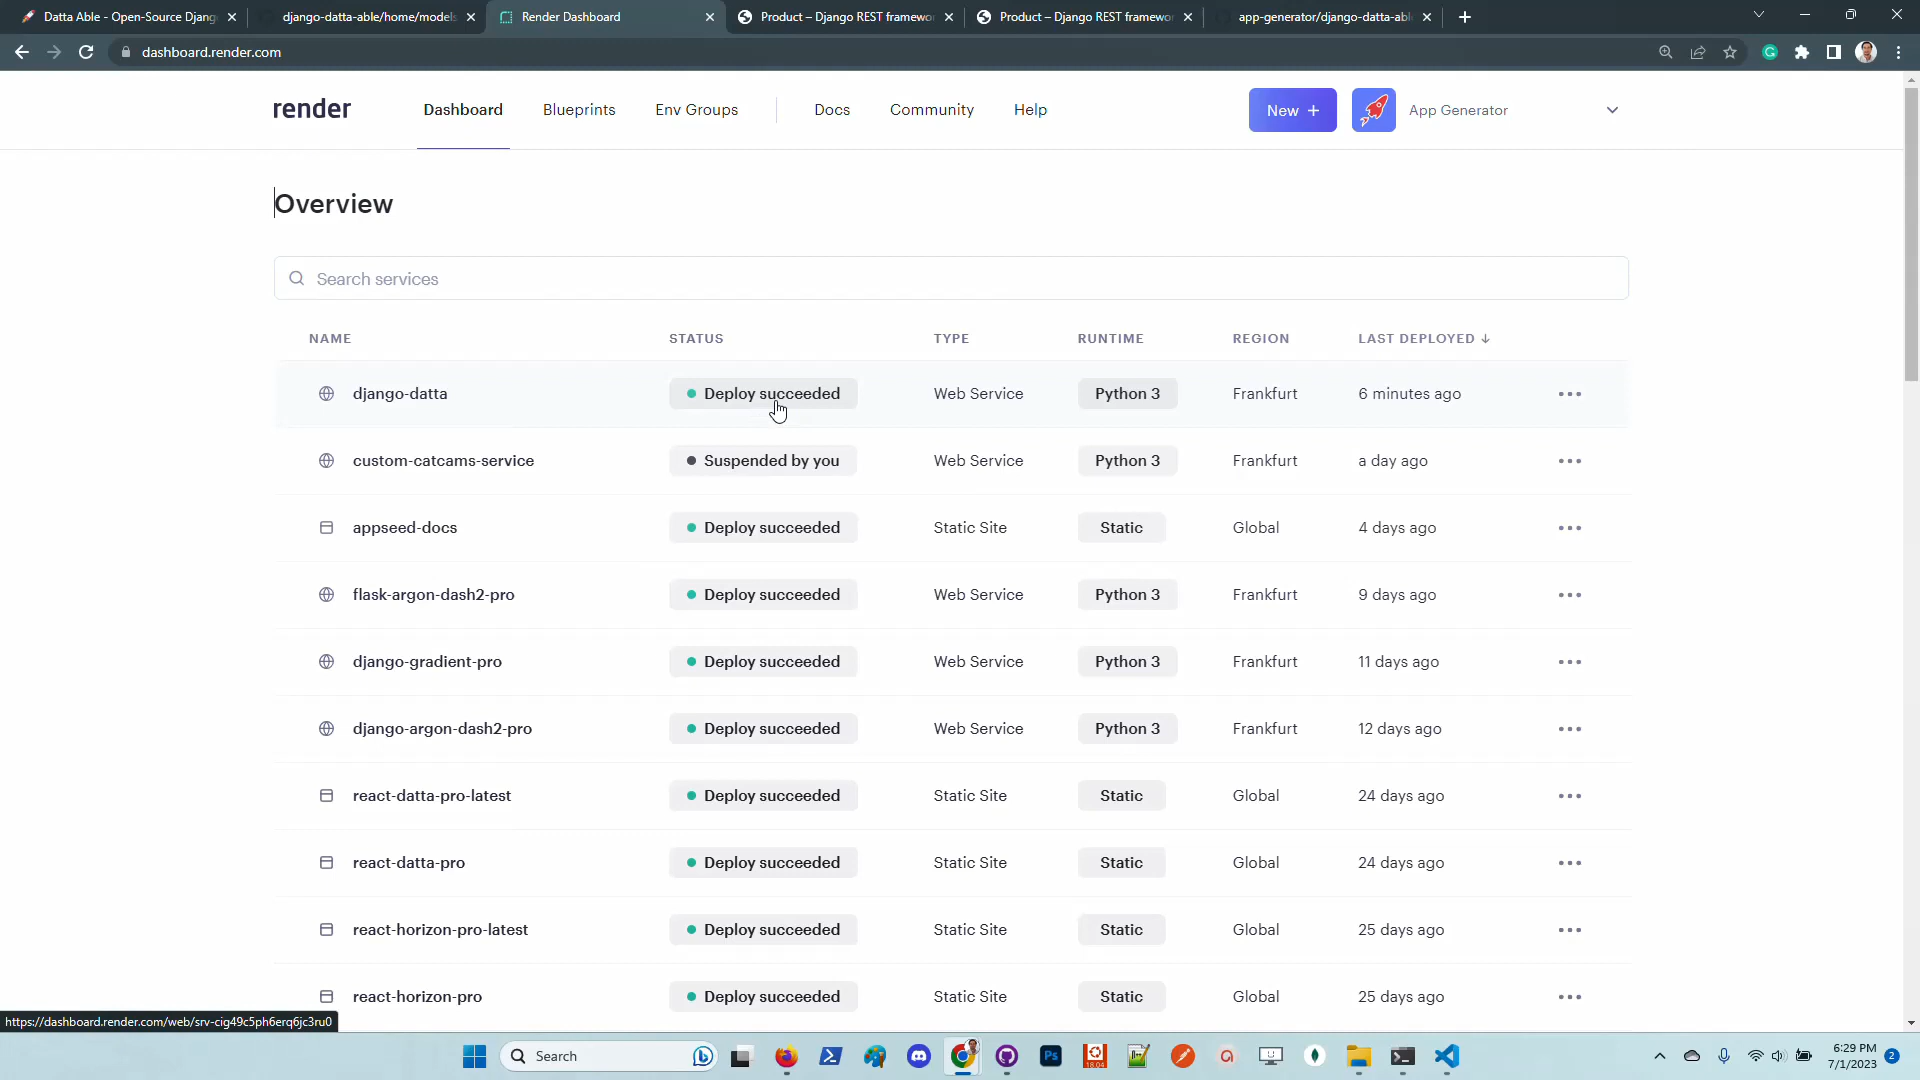 Datta Able - Open-Source Djang
django-datta-able/home/models
Render Dashboard
Product – Django REST framewor
Product – Django REST framewor
app-generator/django-datta-abl
dashboard.render.com
render
Dashboard
Blueprints
Env Groups
Docs
Community
Help
New +
App Generator
Overview
Search services
NAME STATUS TYPE RUNTIME REGION LAST DEPLOYED ↓
django-datta Deploy succeeded Web Service Python 3 Frankfurt 6 minutes ago
custom-catcams-service Suspended by you Web Service Python 3 Frankfurt a day ago
appseed-docs Deploy succeeded Static Site Static Global 4 days ago
flask-argon-dash2-pro Deploy succeeded Web Service Python 3 Frankfurt 9 days ago
django-gradient-pro Deploy succeeded Web Service Python 3 Frankfurt 11 days ago
django-argon-dash2-pro Deploy succeeded Web Service Python 3 Frankfurt 12 days ago
react-datta-pro-latest Deploy succeeded Static Site Static Global 24 days ago
react-datta-pro Deploy succeeded Static Site Static Global 24 days ago
react-horizon-pro-latest Deploy succeeded Static Site Static Global 25 days ago
react-horizon-pro Deploy succeeded Static Site Static Global 25 days ago
https://dashboard.render.com/web/srv-cig49c5ph6erq6jc3ru0
Search
Ps
18.04
6:29 PM
7/1/2023
2